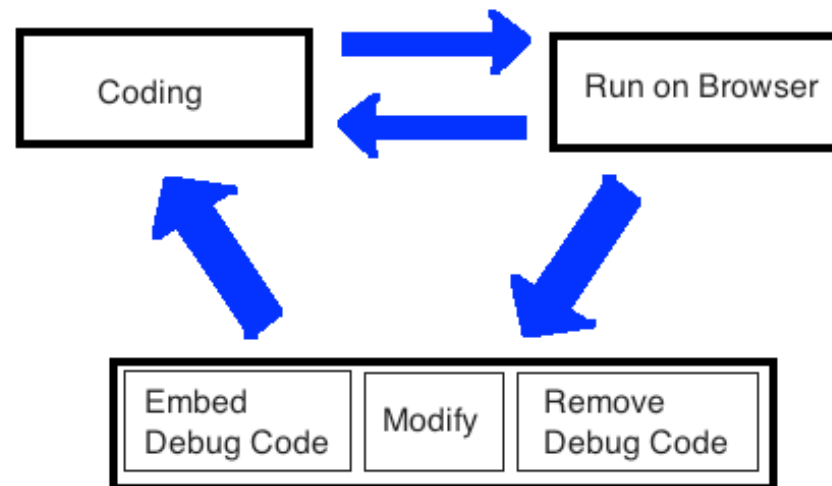 Coding
Run on Browser
Embed
Debug Code
Modify
Remove
Debug Code